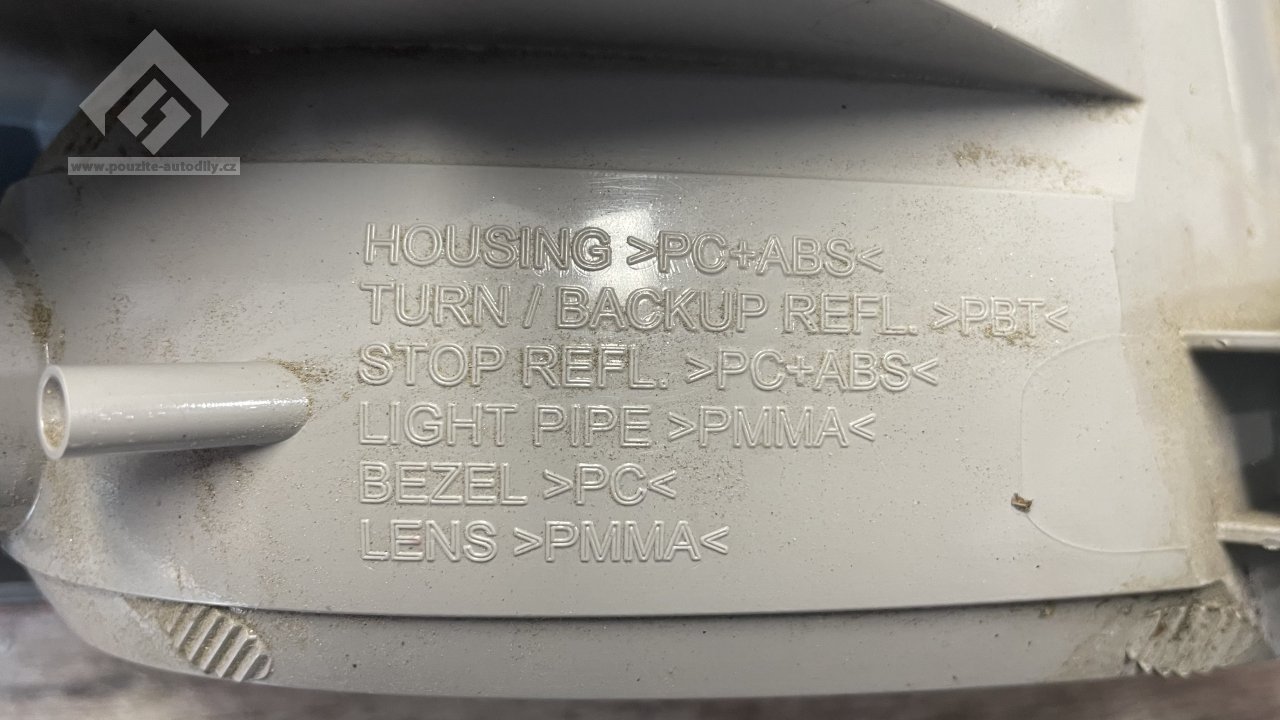 www.pouzite-autodily.cz
HOUSING >PC+ABS<
TURN / BACKUP REFL. >PBT<
STOP REFL. >PC+ABS<
LIGHT PIPE >PMMA<
BEZEL >PC<
LENS >PMMA<